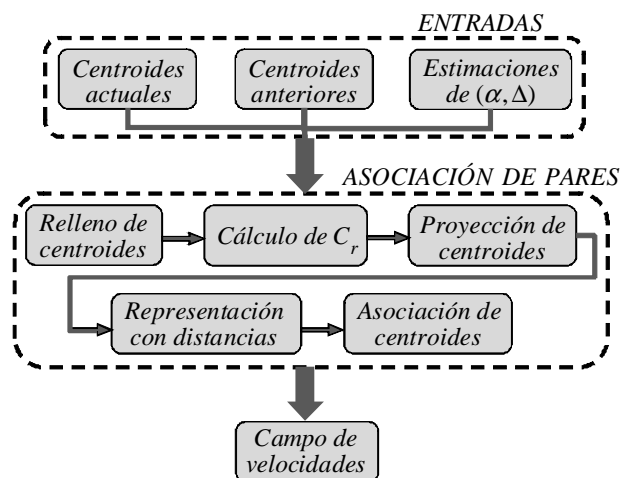 ENTRADAS
Centroides
actuales
Centroides
anteriores
Estimaciones
de (α, Δ)
ASOCIACIÓN DE PARES
Relleno de
centroides
Cálculo de C_r
Proyección de
centroides
Representación
con distancias
Asociación de
centroides
Campo de
velocidades